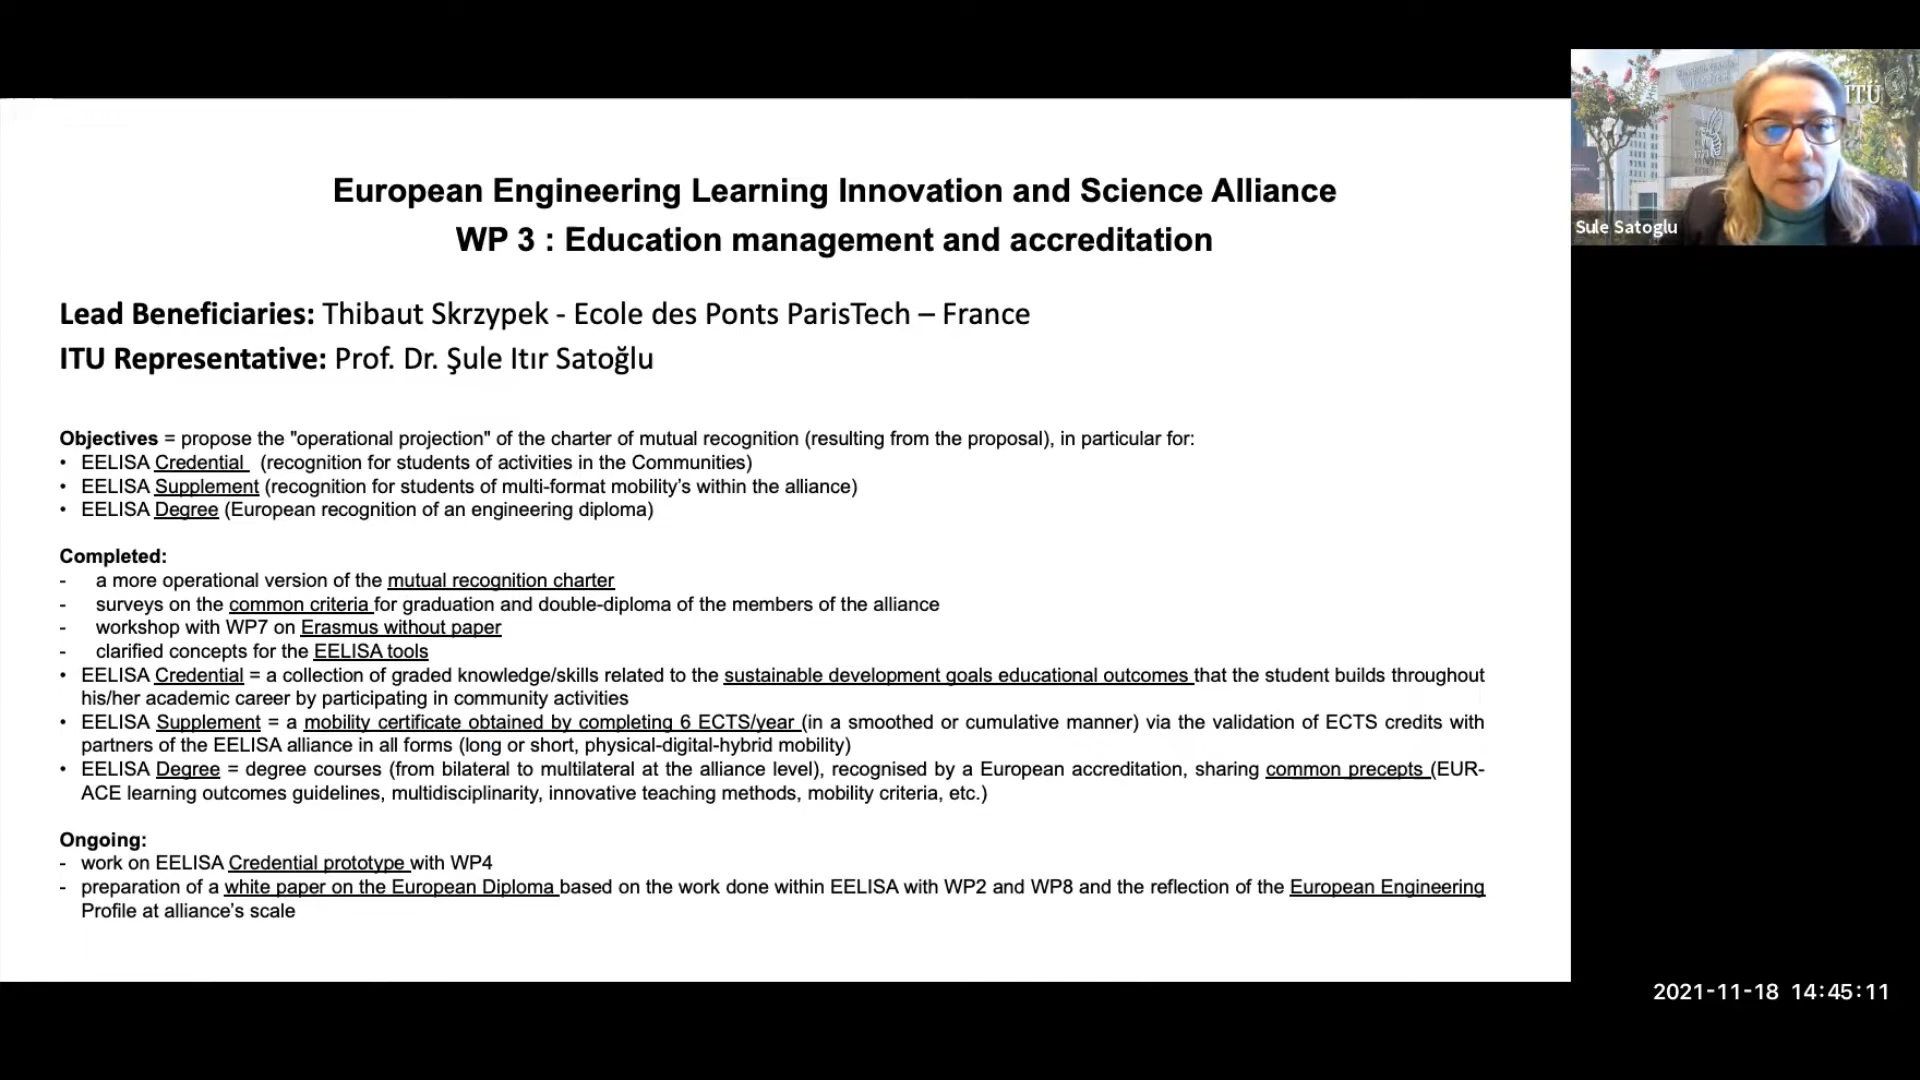 European Engineering Learning Innovation and Science Alliance
WP 3 : Education management and accreditation
Lead Beneficiaries: Thibaut Skrzypek - Ecole des Ponts ParisTech – France
ITU Representative: Prof. Dr. Şule Itır Satoğlu
Objectives = propose the "operational projection" of the charter of mutual recognition (resulting from the proposal), in particular for:
• EELISA Credential (recognition for students of activities in the Communities)
• EELISA Supplement (recognition for students of multi-format mobility’s within the alliance)
• EELISA Degree (European recognition of an engineering diploma)
Completed:
- a more operational version of the mutual recognition charter
- surveys on the common criteria for graduation and double-diploma of the members of the alliance
- workshop with WP7 on Erasmus without paper
- clarified concepts for the EELISA tools
• EELISA Credential = a collection of graded knowledge/skills related to the sustainable development goals educational outcomes that the student builds throughout
his/her academic career by participating in community activities
• EELISA Supplement = a mobility certificate obtained by completing 6 ECTS/year (in a smoothed or cumulative manner) via the validation of ECTS credits with
partners of the EELISA alliance in all forms (long or short, physical-digital-hybrid mobility)
• EELISA Degree = degree courses (from bilateral to multilateral at the alliance level), recognised by a European accreditation, sharing common precepts (EUR-
ACE learning outcomes guidelines, multidisciplinarity, innovative teaching methods, mobility criteria, etc.)
Ongoing:
- work on EELISA Credential prototype with WP4
- preparation of a white paper on the European Diploma based on the work done within EELISA with WP2 and WP8 and the reflection of the European Engineering
Profile at alliance’s scale
İTÜ
Sule Satoglu
2021-11-18 14:45:11